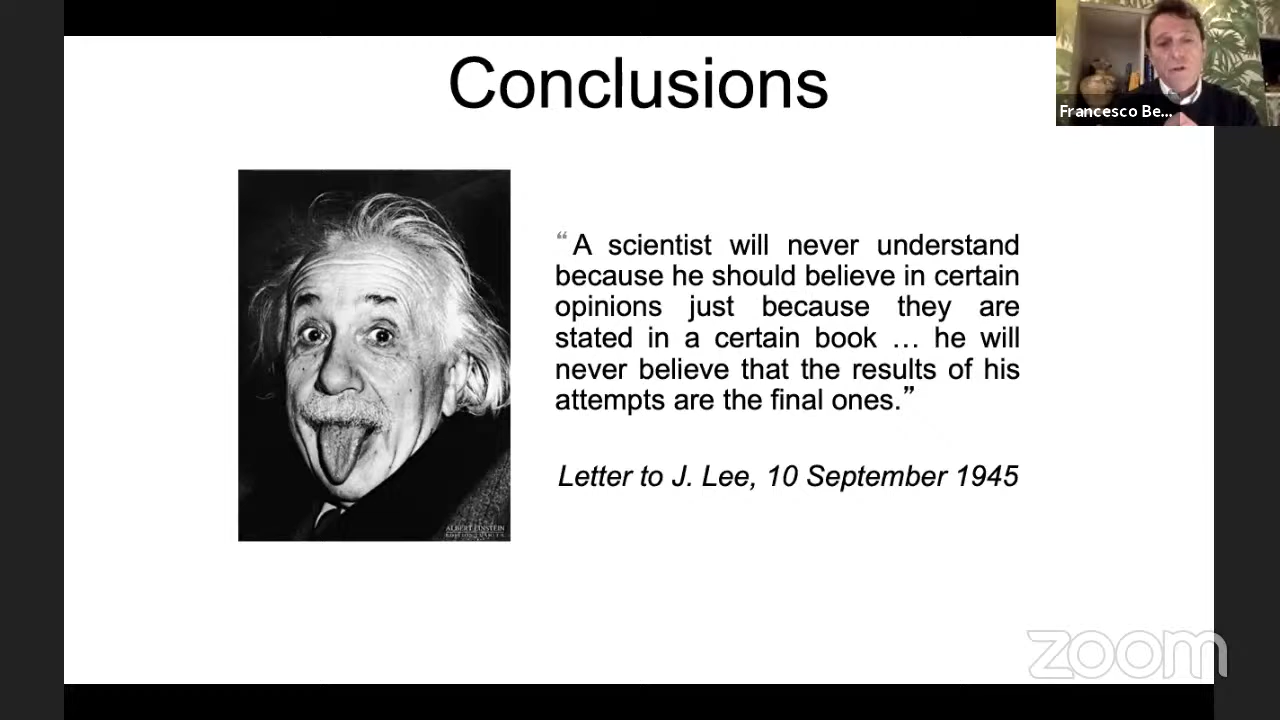 Conclusions
Francesco Be...
“A scientist will never understand
because he should believe in certain
opinions just because they are
stated in a certain book … he will
never believe that the results of his
attempts are the final ones.”
Letter to J. Lee, 10 September 1945
ALBERT EINSTEIN
zoom